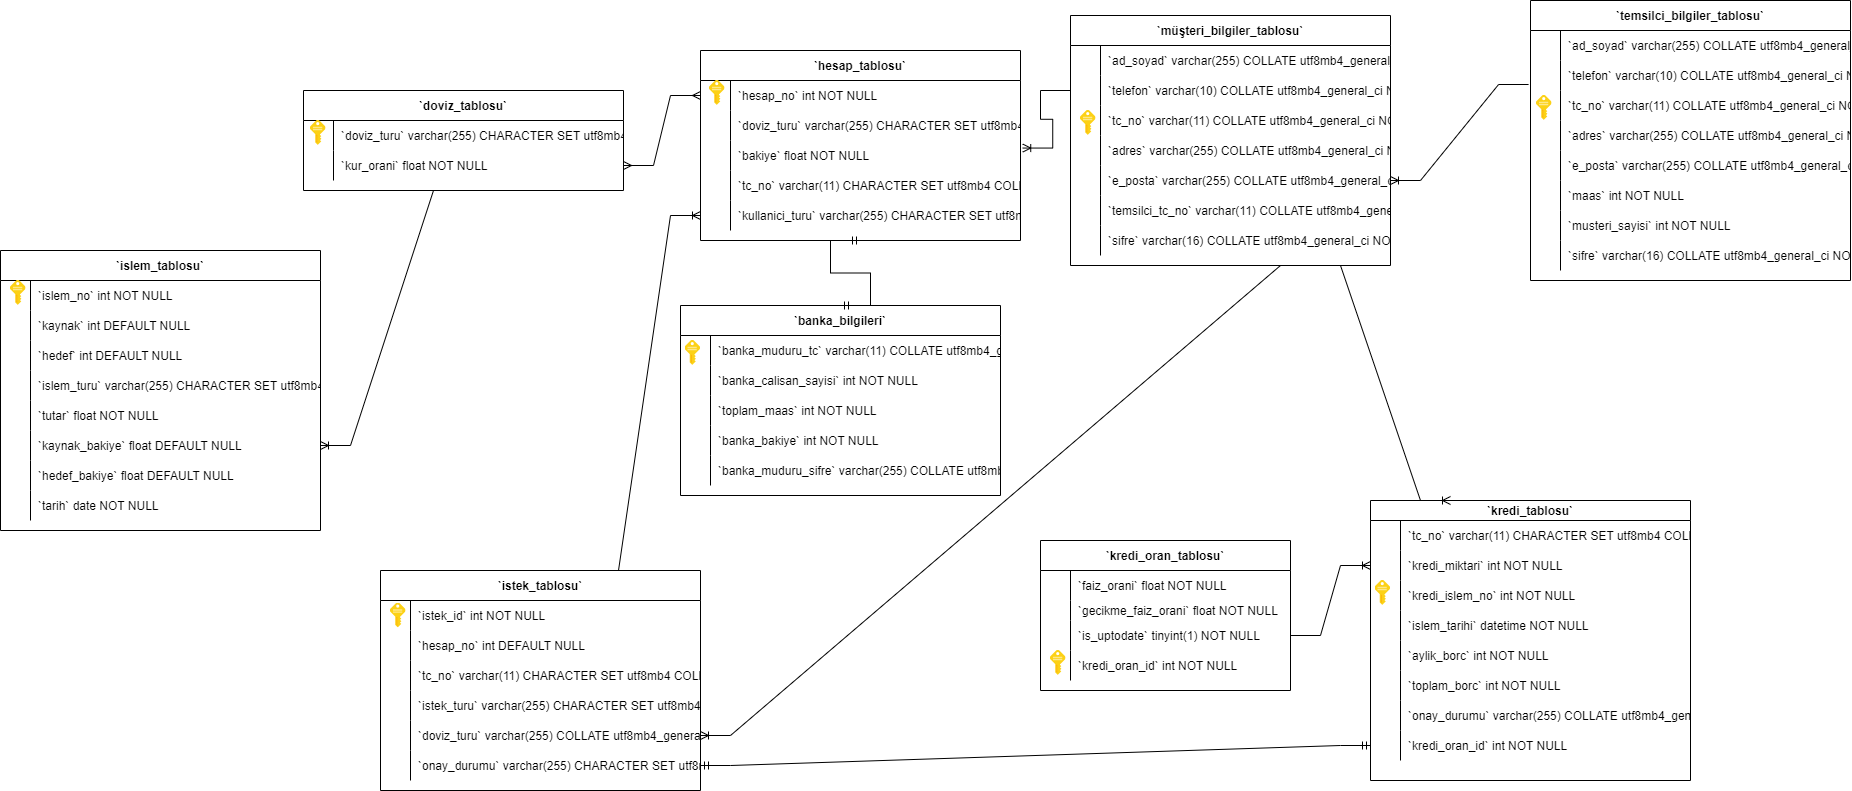 `doviz_tablosu`
`doviz_turu` varchar(255) CHARACTER SET utf8mb4
`kur_orani` float NOT NULL
`hesap_tablosu`
`hesap_no` int NOT NULL
`doviz_turu` varchar(255) CHARACTER SET utf8mb4
`bakiye` float NOT NULL
`tc_no` varchar(11) CHARACTER SET utf8mb4 COLL
`kullanici_turu` varchar(255) CHARACTER SET utf8m
`müşteri_bilgiler_tablosu`
`ad_soyad` varchar(255) COLLATE utf8mb4_general
`telefon` varchar(10) COLLATE utf8mb4_general_ci N
`tc_no` varchar(11) COLLATE utf8mb4_general_ci NO
`adres` varchar(255) COLLATE utf8mb4_general_ci N
`e_posta` varchar(255) COLLATE utf8mb4_general_c
`temsilci_tc_no` varchar(11) COLLATE utf8mb4_gene
`sifre` varchar(16) COLLATE utf8mb4_general_ci NO
`temsilci_bilgiler_tablosu`
`ad_soyad` varchar(255) COLLATE utf8mb4_general
`telefon` varchar(10) COLLATE utf8mb4_general_ci N
`tc_no` varchar(11) COLLATE utf8mb4_general_ci NO
`adres` varchar(255) COLLATE utf8mb4_general_ci N
`e_posta` varchar(255) COLLATE utf8mb4_general_c
`maas` int NOT NULL
`musteri_sayisi` int NOT NULL
`sifre` varchar(16) COLLATE utf8mb4_general_ci NO
`islem_tablosu`
`islem_no` int NOT NULL
`kaynak` int DEFAULT NULL
`hedef` int DEFAULT NULL
`islem_turu` varchar(255) CHARACTER SET utf8mb4
`tutar` float NOT NULL
`kaynak_bakiye` float DEFAULT NULL
`hedef_bakiye` float DEFAULT NULL
`tarih` date NOT NULL
`banka_bilgileri`
`banka_muduru_tc` varchar(11) COLLATE utf8mb4_g
`banka_calisan_sayisi` int NOT NULL
`toplam_maas` int NOT NULL
`banka_bakiye` int NOT NULL
`banka_muduru_sifre` varchar(255) COLLATE utf8mb
`istek_tablosu`
`istek_id` int NOT NULL
`hesap_no` int DEFAULT NULL
`tc_no` varchar(11) CHARACTER SET utf8mb4 COLL
`istek_turu` varchar(255) CHARACTER SET utf8mb4
`doviz_turu` varchar(255) COLLATE utf8mb4_genera
`onay_durumu` varchar(255) CHARACTER SET utf8
`kredi_oran_tablosu`
`faiz_orani` float NOT NULL
`gecikme_faiz_orani` float NOT NULL
`is_uptodate` tinyint(1) NOT NULL
`kredi_oran_id` int NOT NULL
`kredi_tablosu`
`tc_no` varchar(11) CHARACTER SET utf8mb4 COLL
`kredi_miktari` int NOT NULL
`kredi_islem_no` int NOT NULL
`islem_tarihi` datetime NOT NULL
`aylik_borc` int NOT NULL
`toplam_borc` int NOT NULL
`onay_durumu` varchar(255) COLLATE utf8mb4_gen
`kredi_oran_id` int NOT NULL